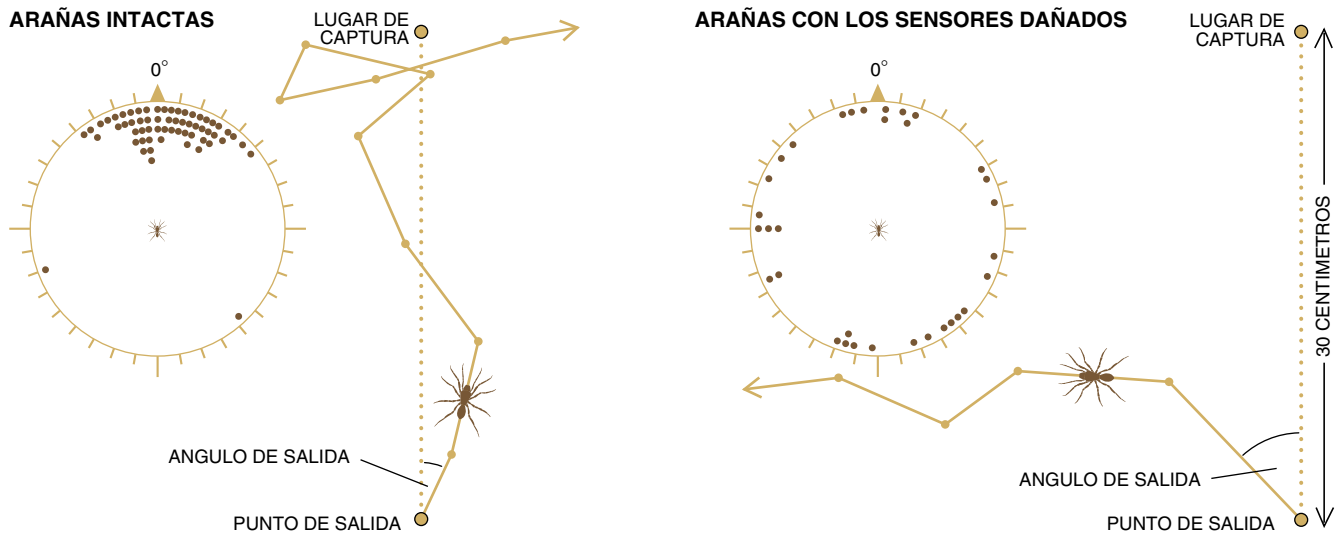 ARAÑAS INTACTAS
LUGAR DE
CAPTURA
0°
ANGULO DE SALIDA
PUNTO DE SALIDA
ARAÑAS CON LOS SENSORES DAÑADOS
LUGAR DE
CAPTURA
0°
30 CENTIMETROS
ANGULO DE SALIDA
PUNTO DE SALIDA